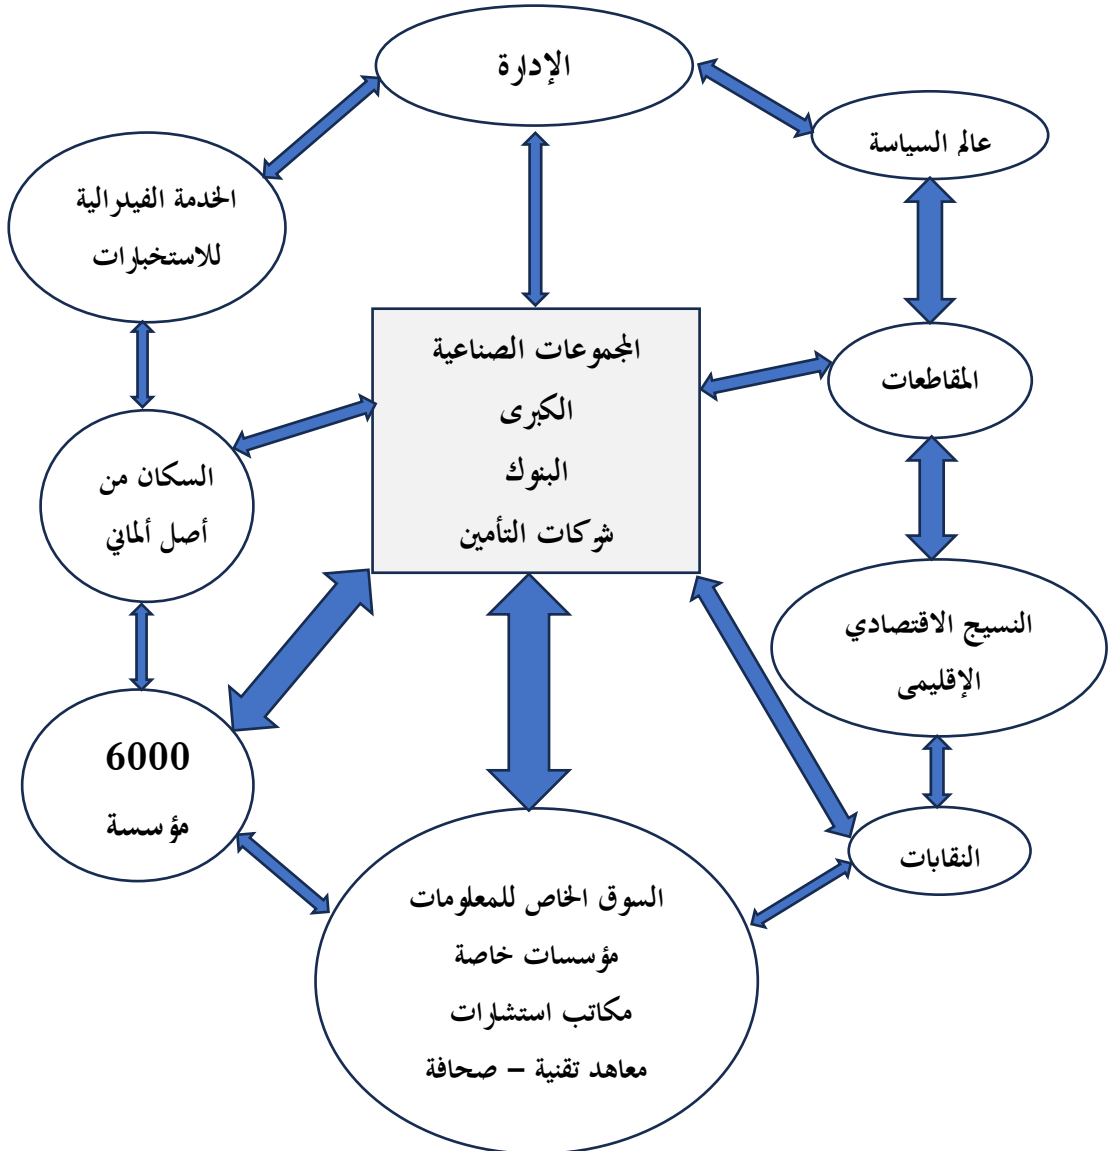 الإدارة
عالم السياسة
الخدمة الفيدرالية
للاستخبارات
المجموعات الصناعية
الكبرى
البنوك
شركات التأمين
المقاطعات
السكان من
أصل ألماني
النسيج الاقتصادي
الإقليمى
6000
مؤسسة
النقابات
السوق الخاص للمعلومات
مؤسسات خاصة
مكاتب استشارات
معاهد تقنية – صحافة